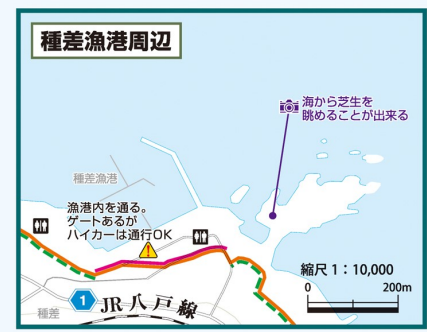 種差漁港周辺
海から芝生を
眺めることが出来る
種差漁港
漁港内を通る。
ゲートあるが
ハイカーは通行OK
縮尺 1：10,000
0 200m
1
JR八戸線
種差